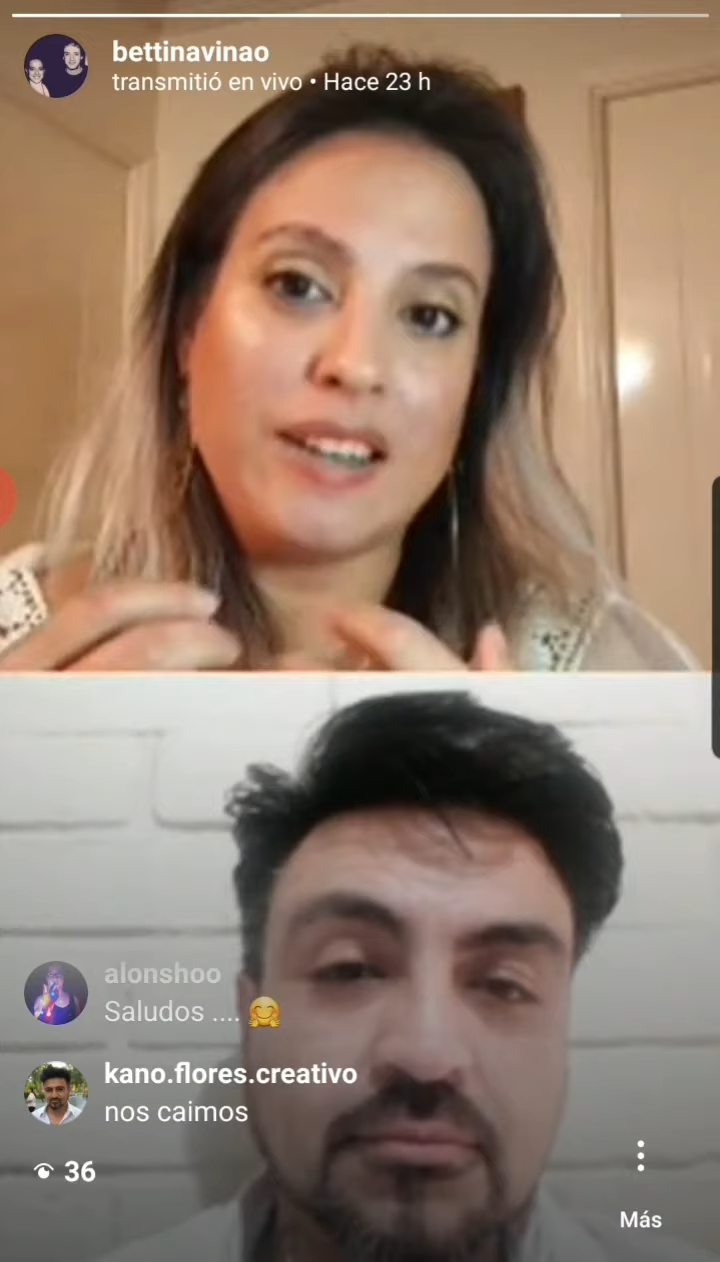 bettinavinao
transmitió en vivo • Hace 23 h
alonshoo
Saludos .... 🤗
kano.flores.creativo
nos caimos
36
Más